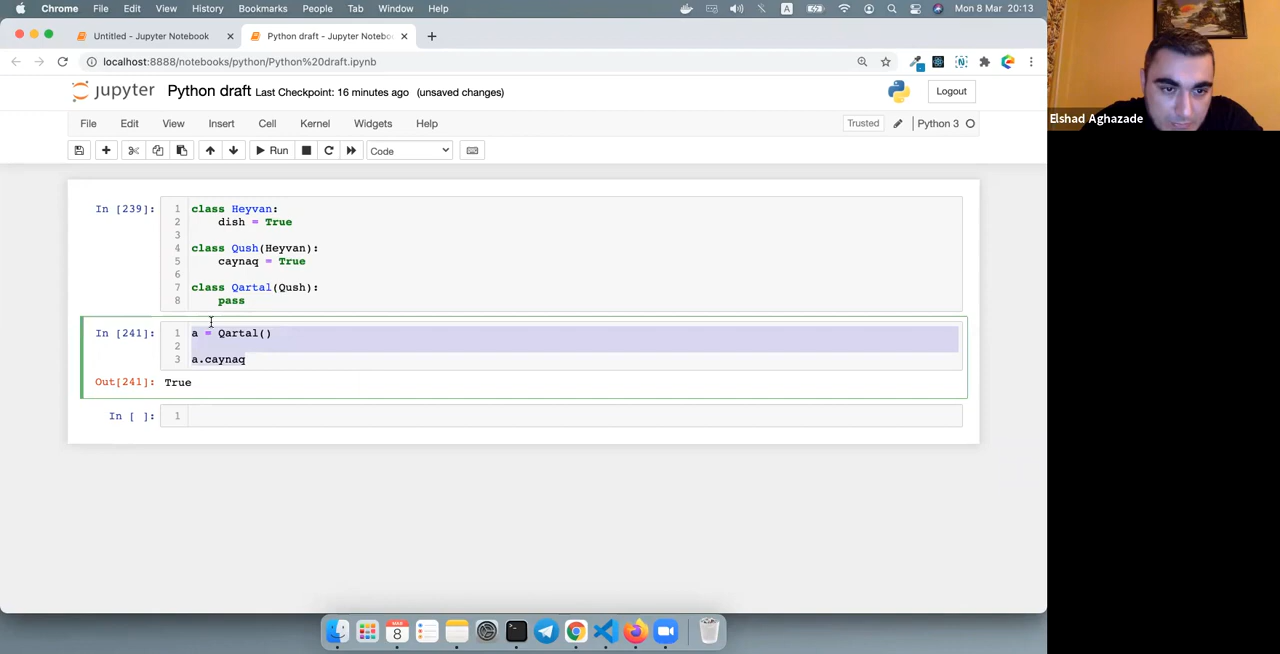 Chrome File Edit View History Bookmarks People Tab Window Help A Mon 8 Mar 20:13
Untitled - Jupyter Notebook
Python draft - Jupyter Notebo
localhost:8888/notebooks/python/Python%20draft.ipynb
jupyter Python draft Last Checkpoint: 16 minutes ago (unsaved changes) Logout
File Edit View Insert Cell Kernel Widgets Help Trusted Python 3
Run Code
In [239]:
1 class Heyvan:
2 dish = True
3
4 class Qush(Heyvan):
5 caynaq = True
6
7 class Qartal(Qush):
8 pass
In [241]:
1 a = Qartal()
2
3 a.caynaq
Out[241]: True
In [ ]: 1
Elshad Aghazade
MAR
8